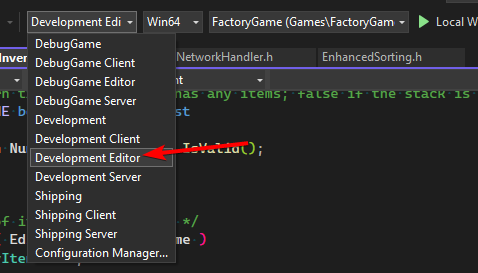 Development Edi Win64 FactoryGame (Games\FactoryGam Local W
Inver NetworkHandler.h EnhancedSorting.h
DebugGame
DebugGame Client
DebugGame Editor
DebugGame Server
Development
Development Client
Development Editor
Development Server
Shipping
Shipping Client
Shipping Server
Configuration Manager...
nt
n t has any items; false if the stack is
ME b st
n Nu IsValid();
of i */
( Ed e )
rIte